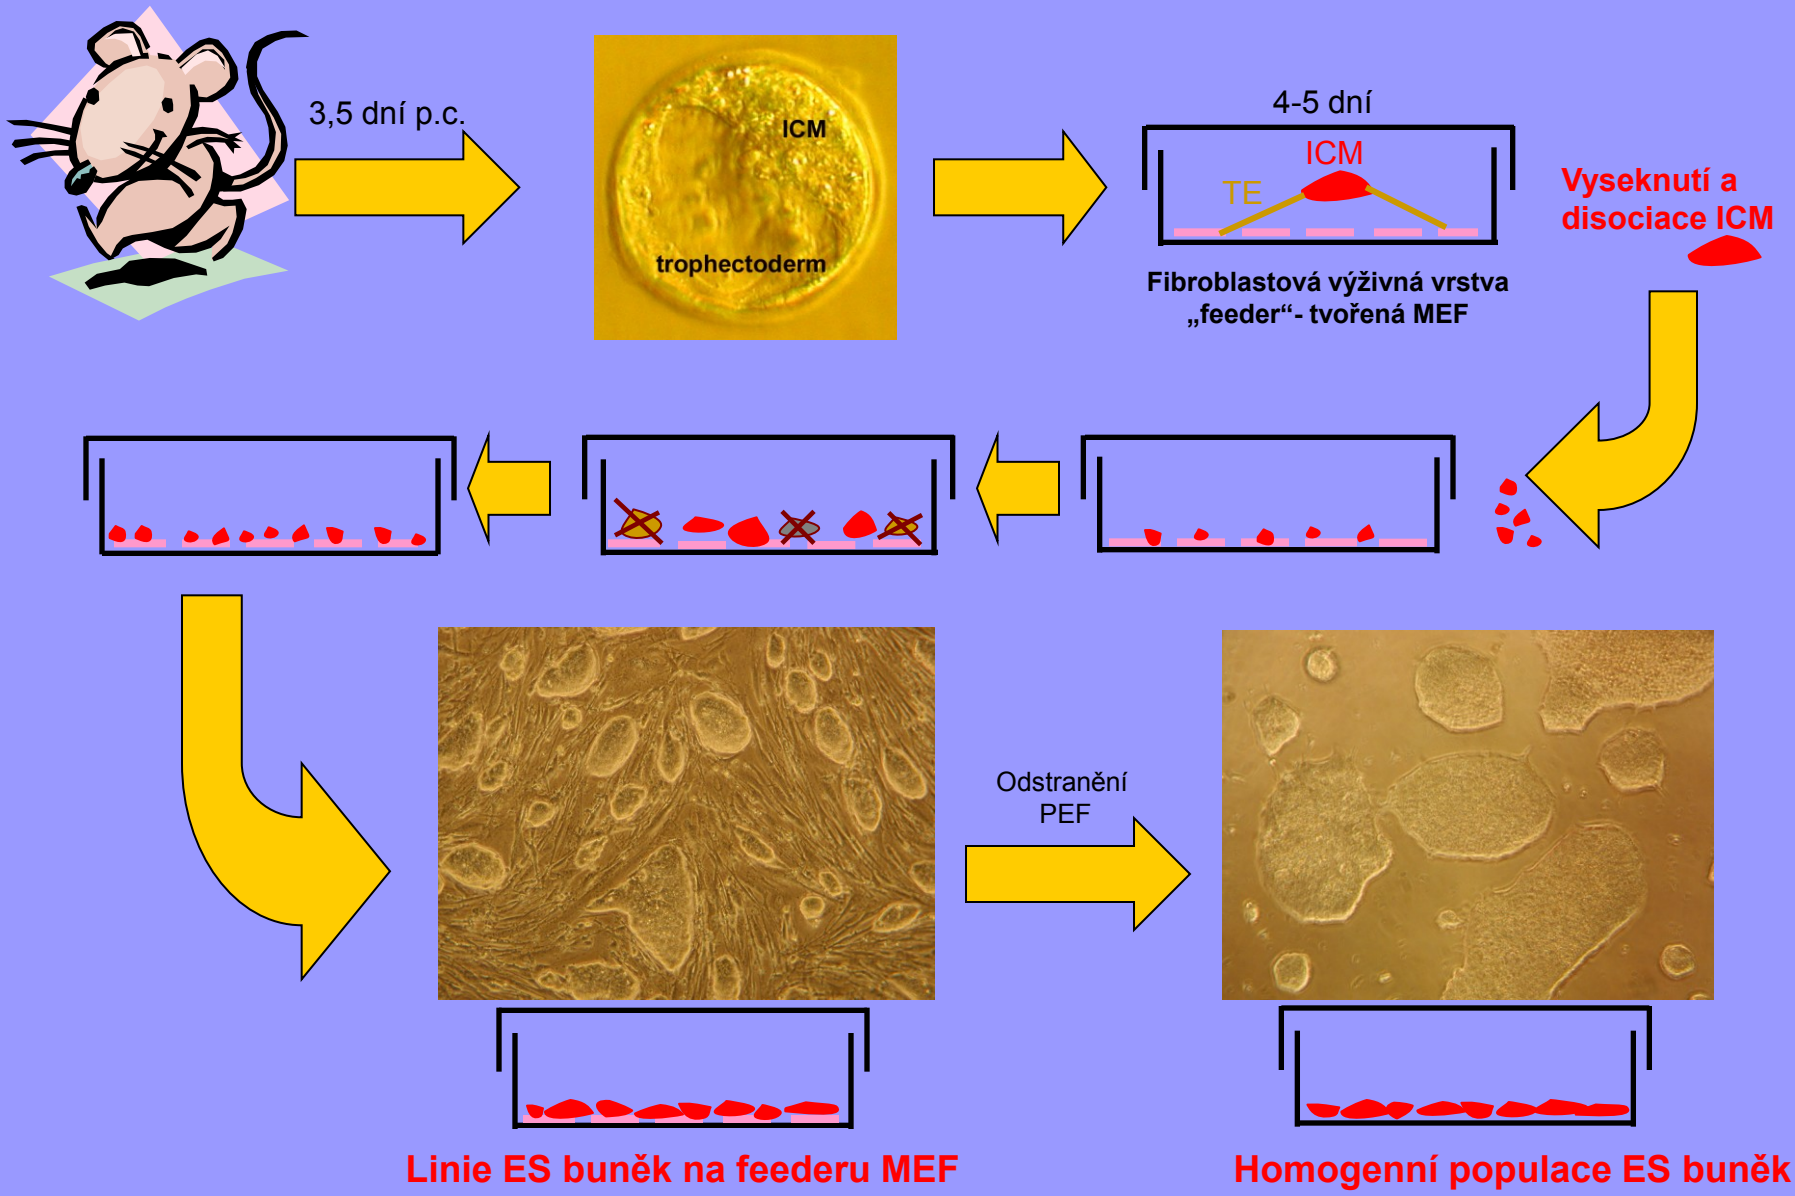 3,5 dní p.c.
ICM
trophectoderm
4-5 dní
ICM
TE
Fibroblastová výživná vrstva
„feeder“- tvořená MEF
Vyseknutí a
disociace ICM
Odstranění
PEF
Linie ES buněk na feederu MEF
Homogenní populace ES buněk